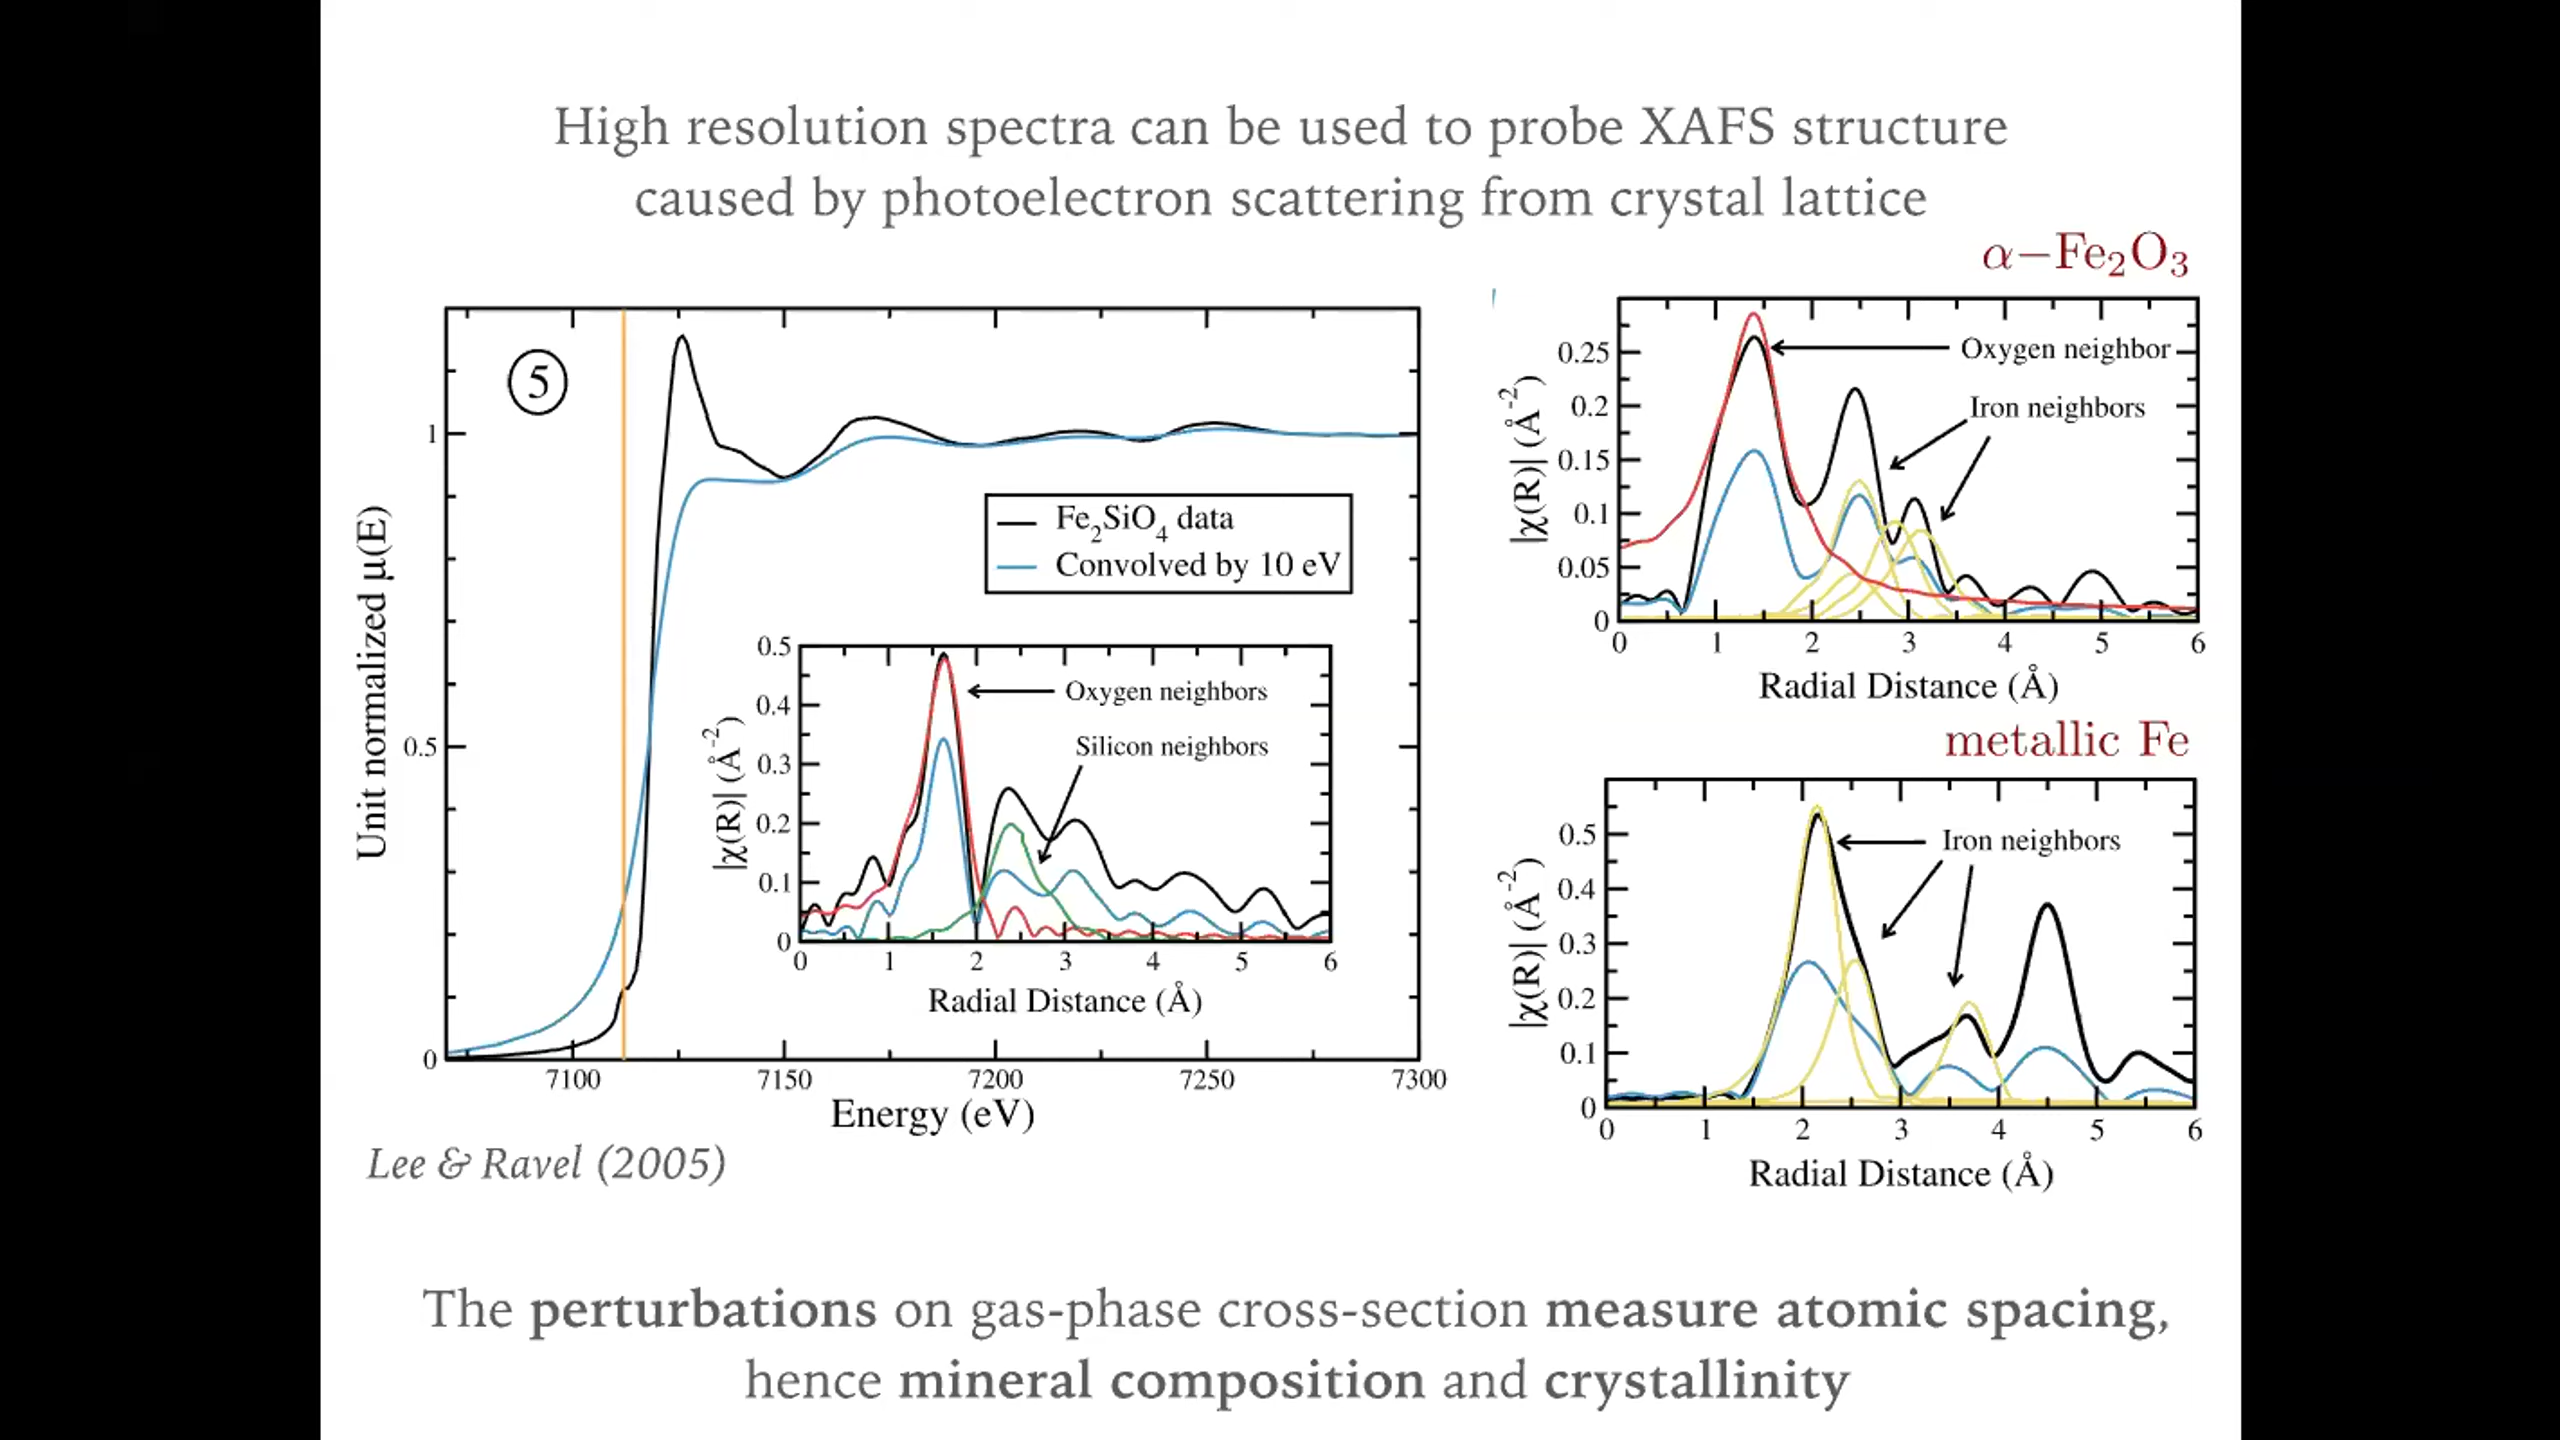 High resolution spectra can be used to probe XAFS structure
caused by photoelectron scattering from crystal lattice
5
Unit normalized μ(E)
1
0.5
0
7100 7150 7200 7250 7300
Energy (eV)
Fe₂SiO₄ data
Convolved by 10 eV
|χ(R)| (Å⁻²)
0.5
0.4
0.3
0.2
0.1
0
Oxygen neighbors
Silicon neighbors
0 1 2 3 4 5 6
Radial Distance (Å)
Lee & Ravel (2005)
α−Fe₂O₃
|χ(R)| (Å⁻²)
0.25
0.2
0.15
0.1
0.05
0
Oxygen neighbor
Iron neighbors
0 1 2 3 4 5 6
Radial Distance (Å)
metallic Fe
|χ(R)| (Å⁻²)
0.5
0.4
0.3
0.2
0.1
0
Iron neighbors
0 1 2 3 4 5 6
Radial Distance (Å)
The perturbations on gas-phase cross-section measure atomic spacing,
hence mineral composition and crystallinity